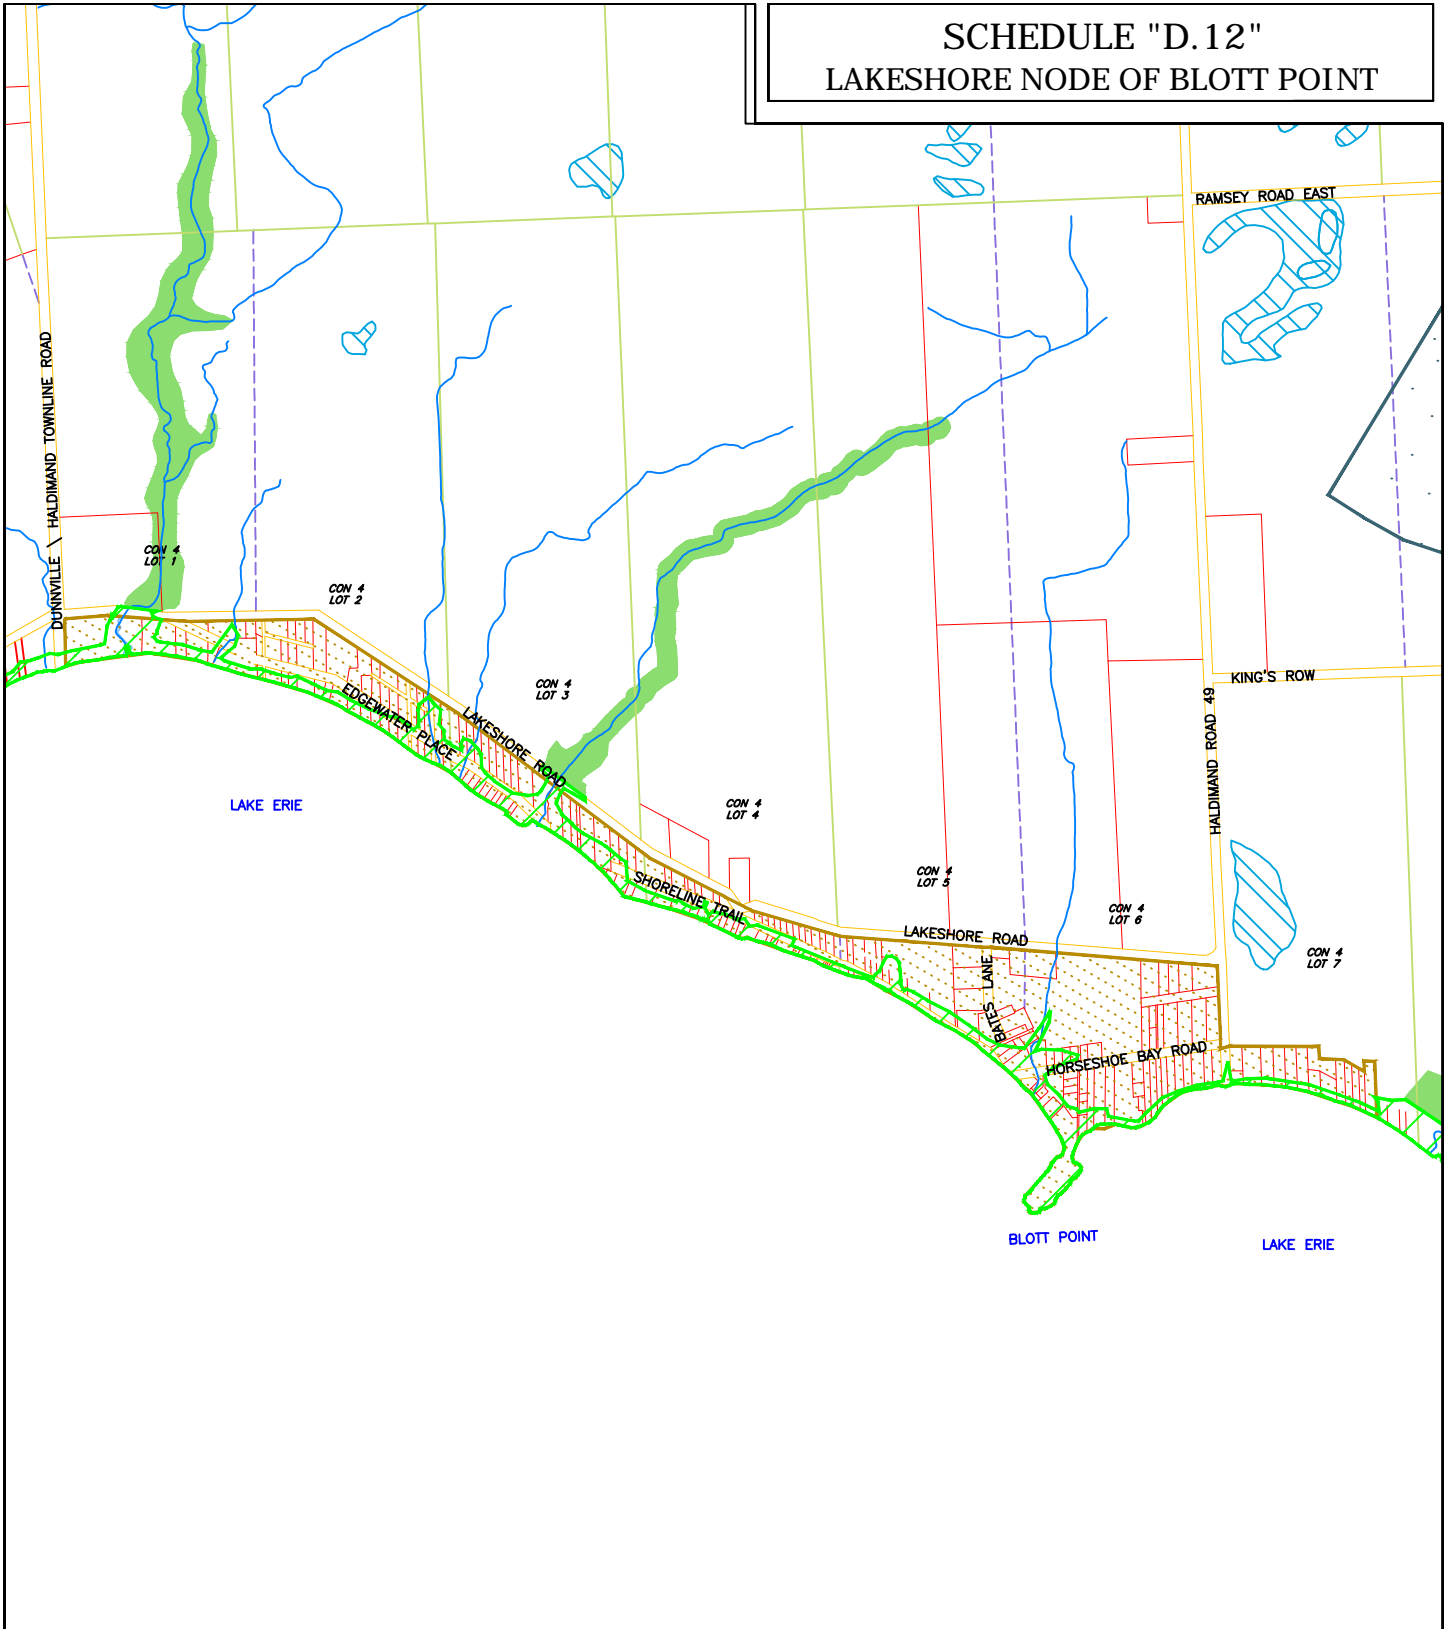 SCHEDULE "D.12"
LAKESHORE NODE OF BLOTT POINT
RAMSEY ROAD EAST
DUNNVILLE \ HALDIMAND TOWNLINE ROAD
CON 4
LOT 1
CON 4
LOT 2
CON 4
LOT 3
KING'S ROW
HALDIMAND ROAD 49
EDGEWATER PLACE
LAKESHORE ROAD
LAKE ERIE
CON 4
LOT 4
CON 4
LOT 5
SHORELINE TRAIL
CON 4
LOT 6
LAKESHORE ROAD
CON 4
LOT 7
BATES LANE
HORSESHOE BAY ROAD
BLOTT POINT
LAKE ERIE